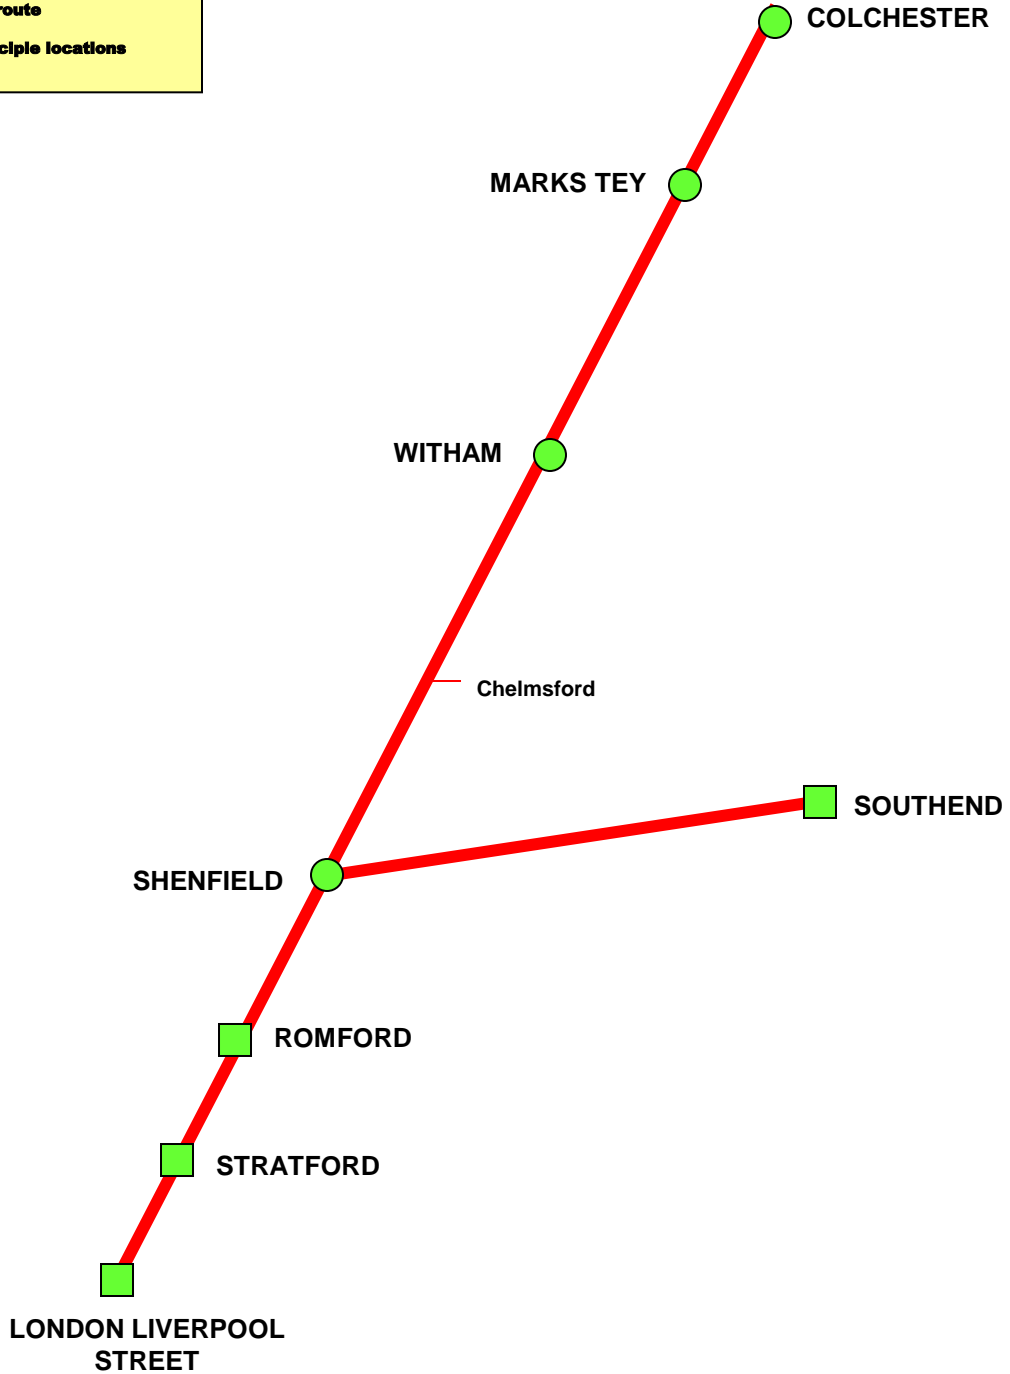 route
ciple locations
COLCHESTER
MARKS TEY
WITHAM
Chelmsford
SOUTHEND
SHENFIELD
ROMFORD
STRATFORD
LONDON LIVERPOOL
STREET